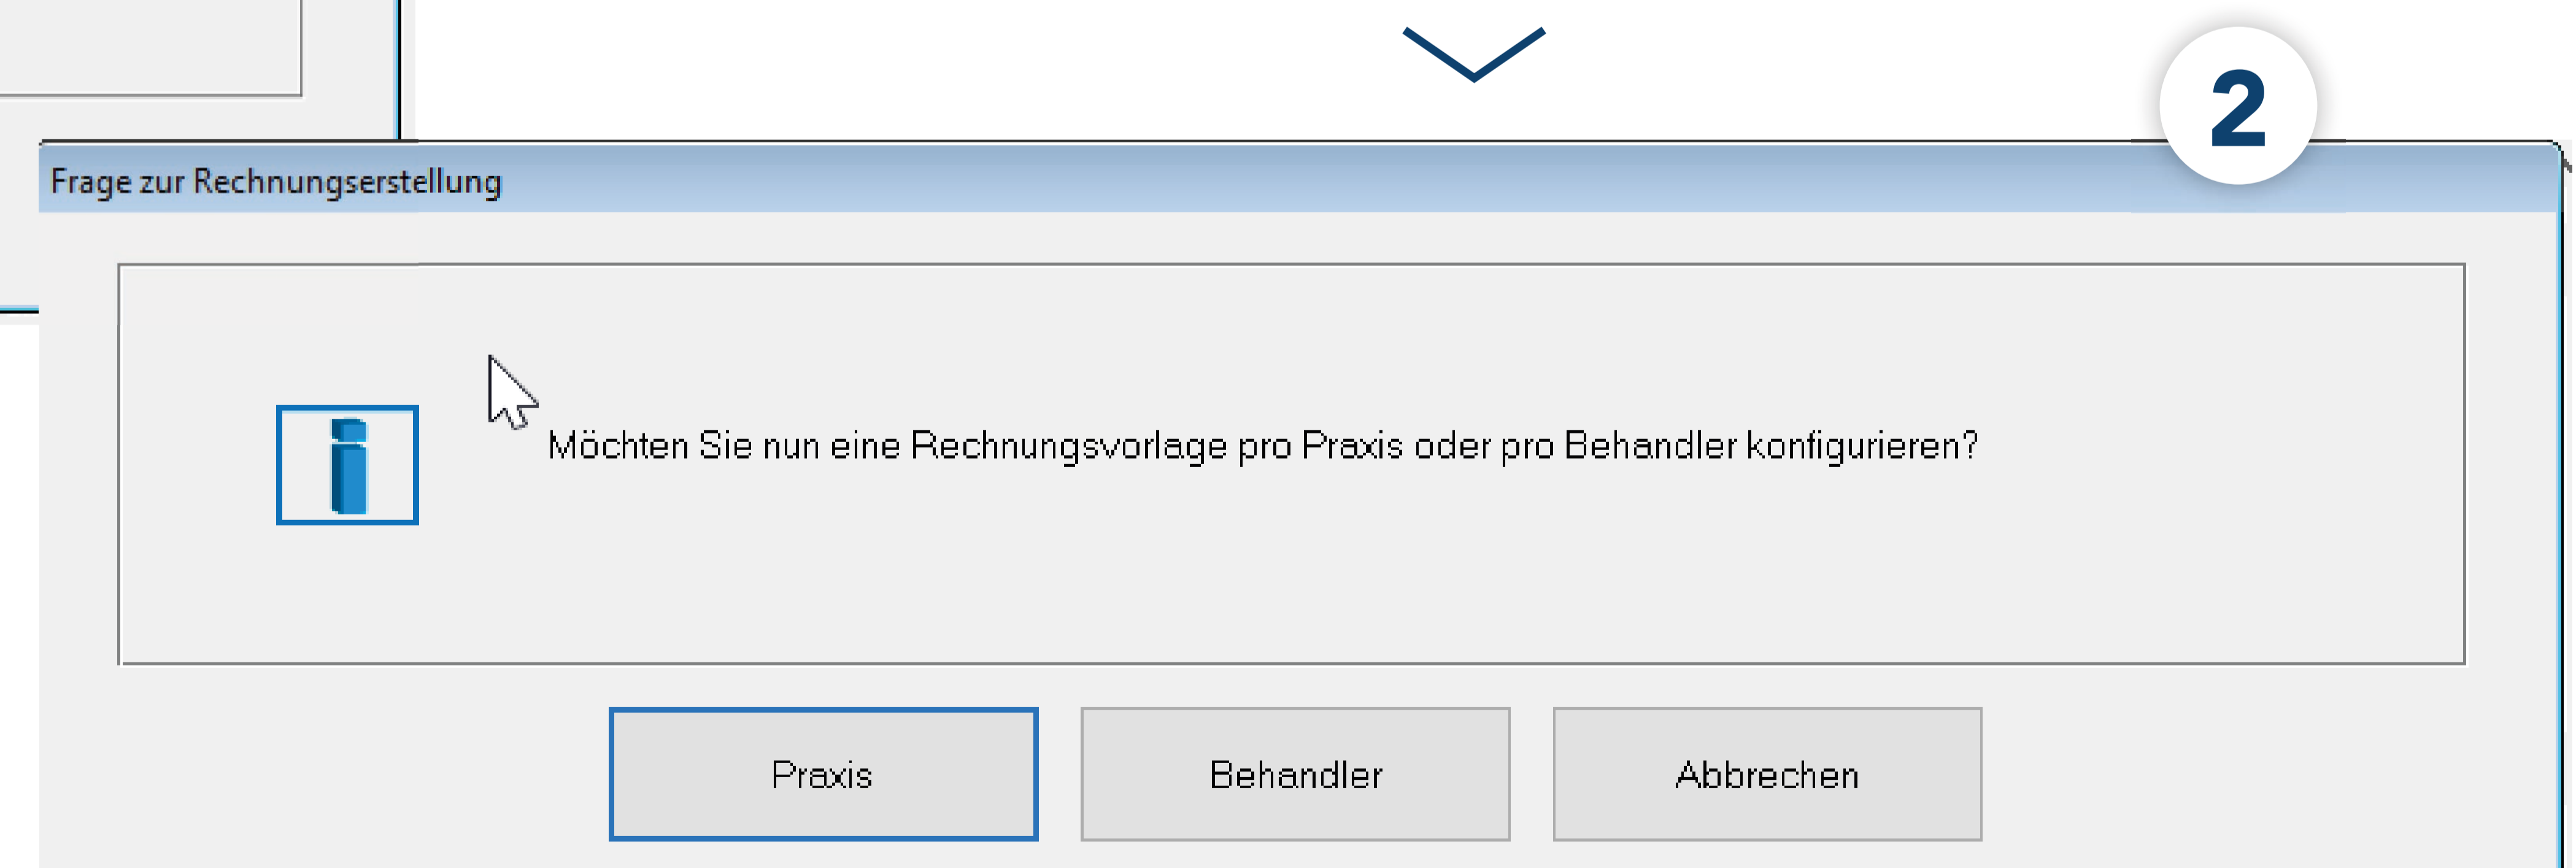 2
Frage zur Rechnungserstellung
Möchten Sie nun eine Rechnungsvorlage pro Praxis oder pro Behandler konfigurieren?
Praxis
Behandler
Abbrechen